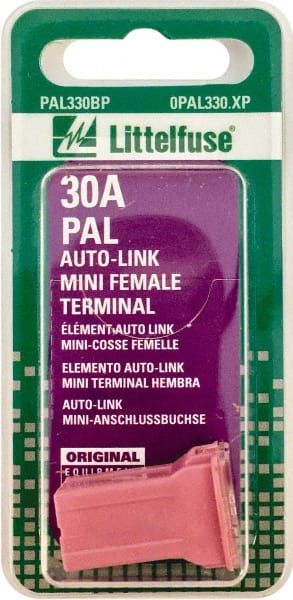 PAL330BP 0PAL330.XP
Littelfuse®
30A
PAL
AUTO-LINK
MINI FEMALE
TERMINAL
ÉLÉMENT AUTO LINK
MINI-COSSE FEMELLE
ELEMENTO AUTO-LINK
MINI TERMINAL HEMBRA
AUTO-LINK
MINI-ANSCHLUSSBUCHSE
ORIGINAL